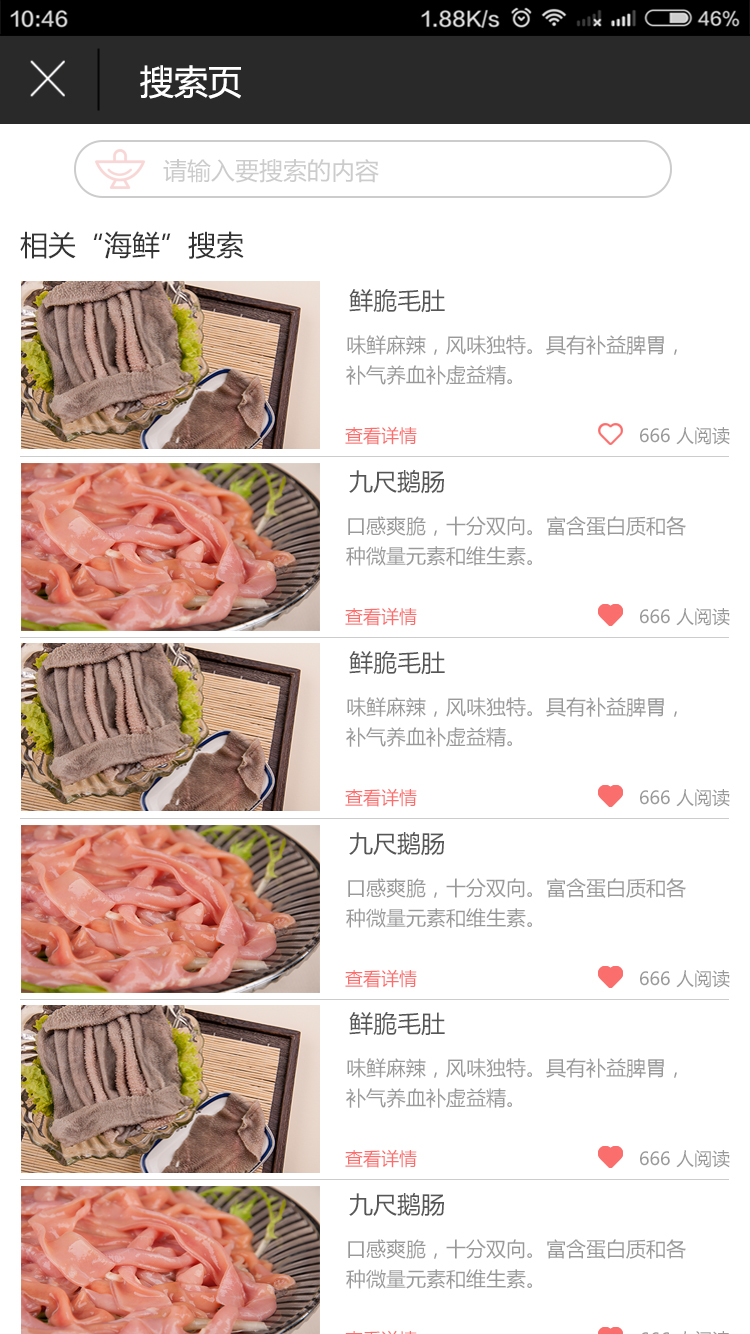 10:46
1.88K/s
46%
搜索页
请输入要搜索的内容
相关“海鲜”搜索
鲜脆毛肚
味鲜麻辣，风味独特。具有补益脾胃，
补气养血补虚益精。
查看详情
666 人阅读
九尺鹅肠
口感爽脆，十分双向。富含蛋白质和各
种微量元素和维生素。
查看详情
666 人阅读
鲜脆毛肚
味鲜麻辣，风味独特。具有补益脾胃，
补气养血补虚益精。
查看详情
666 人阅读
九尺鹅肠
口感爽脆，十分双向。富含蛋白质和各
种微量元素和维生素。
查看详情
666 人阅读
鲜脆毛肚
味鲜麻辣，风味独特。具有补益脾胃，
补气养血补虚益精。
查看详情
666 人阅读
九尺鹅肠
口感爽脆，十分双向。富含蛋白质和各
种微量元素和维生素。